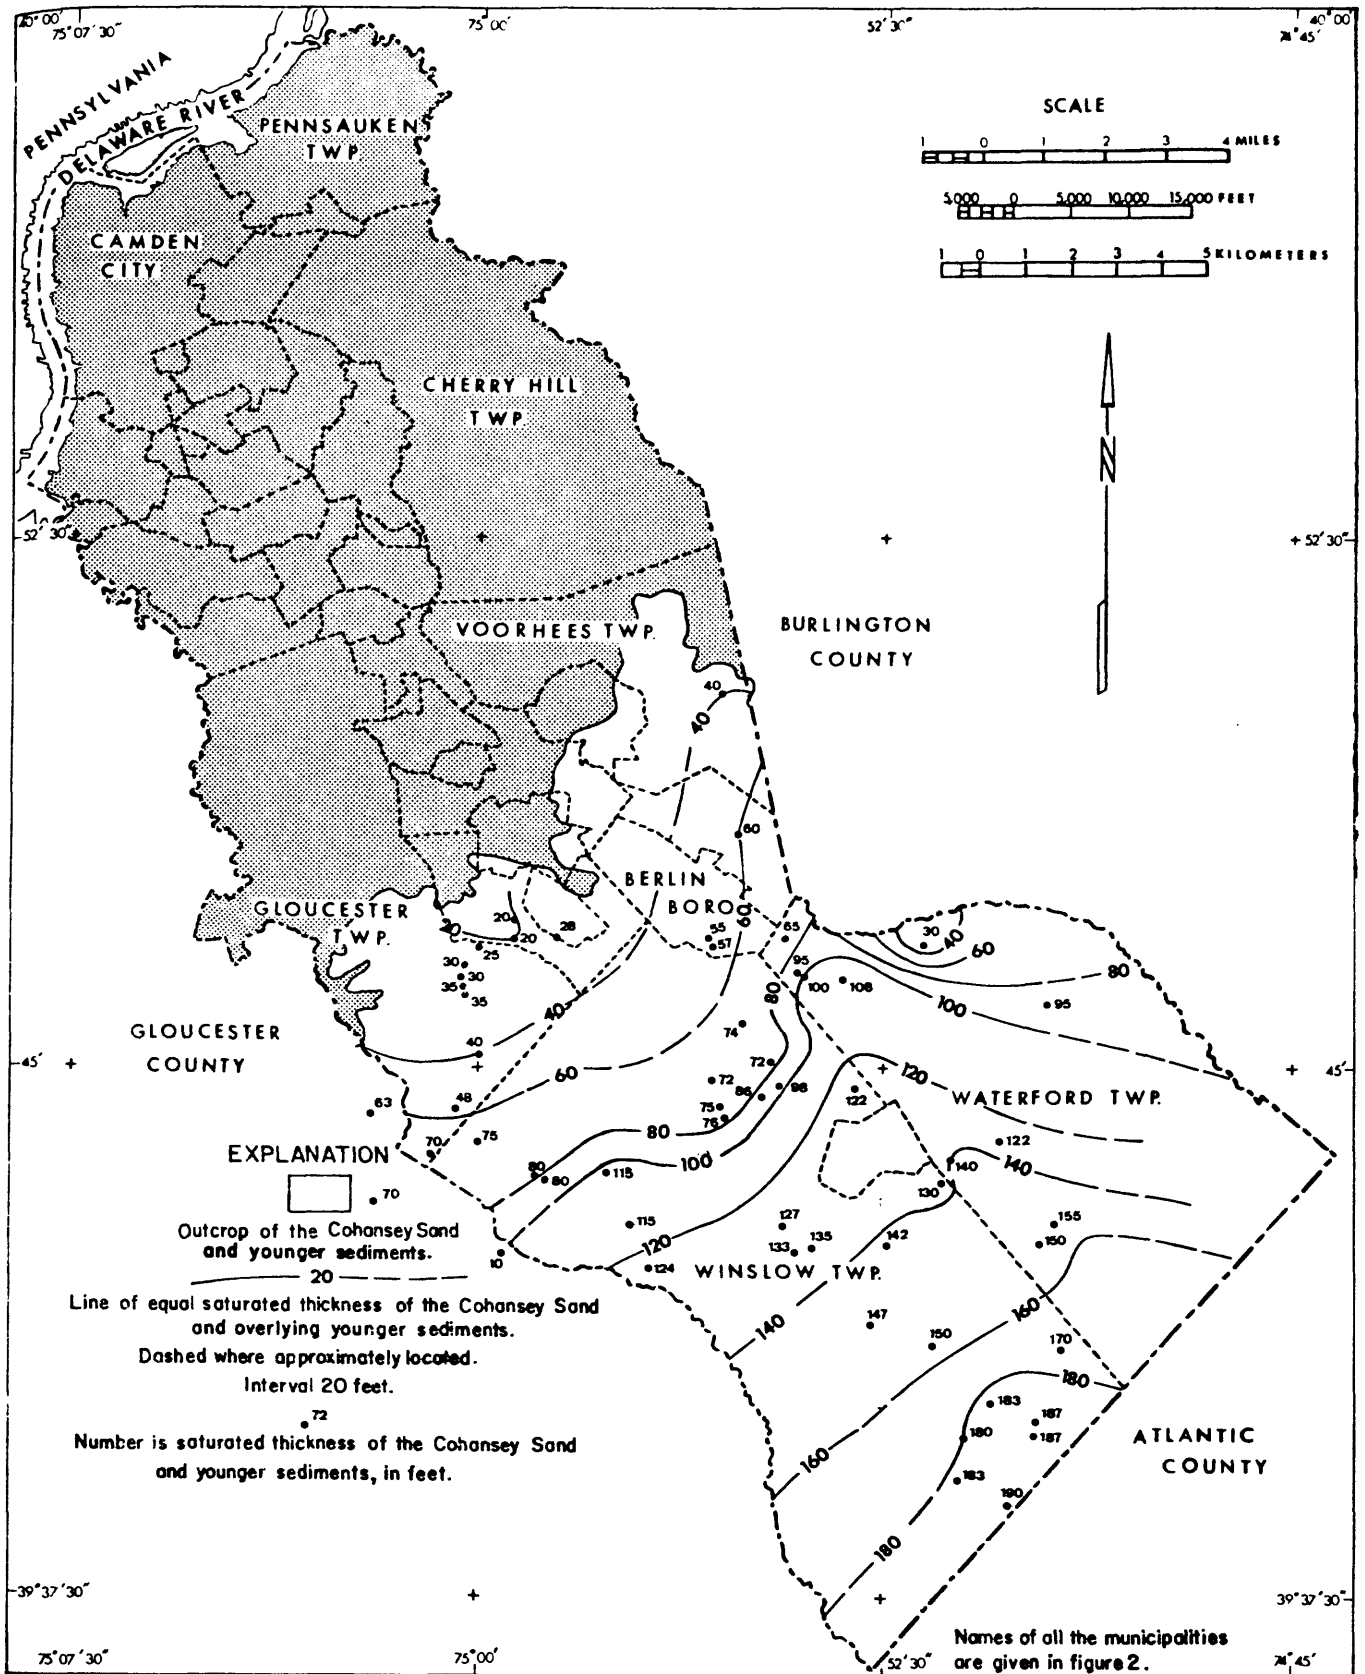 40° 00'
75° 07' 30"
75° 00'
52' 30"
40° 00'
74° 45'
PENNSYLVANIA
DELAWARE RIVER
PENNSAUKEN
TWP.
SCALE
1 0 1 2 3 4 MILES
5,000 0 5,000 10,000 15,000 FEET
1 0 1 2 3 4 5 KILOMETERS
CAMDEN
CITY
CHERRY HILL
TWP.
N
52' 30"
52' 30"
VOORHEES TWP.
BURLINGTON
COUNTY
40
40
60
BERLIN
BORO
60
GLOUCESTER
TWP.
20
20
20
28
25
30
30
35
35
55
57
65
30
40
60
80
95
100
108
100
95
80
40
74
GLOUCESTER
COUNTY
40
45'
45'
60
72
72
98
86
120
122
WATERFORD TWP.
63
48
75
76
70
75
80
100
122
140
140
130
EXPLANATION
70
80
80
115
Outcrop of the Cohansey Sand
and younger sediments.
115
127
133
135
142
155
150
10
120
124
WINSLOW TWP.
20
Line of equal saturated thickness of the Cohansey Sand
and overlying younger sediments.
Dashed where approximately located.
Interval 20 feet.
140
147
150
160
170
180
72
Number is saturated thickness of the Cohansey Sand
and younger sediments, in feet.
183
187
187
180
183
190
160
180
ATLANTIC
COUNTY
39° 37' 30"
39° 37' 30"
Names of all the municipalities
are given in figure 2.
75° 07' 30"
75° 00'
52' 30"
74° 45'